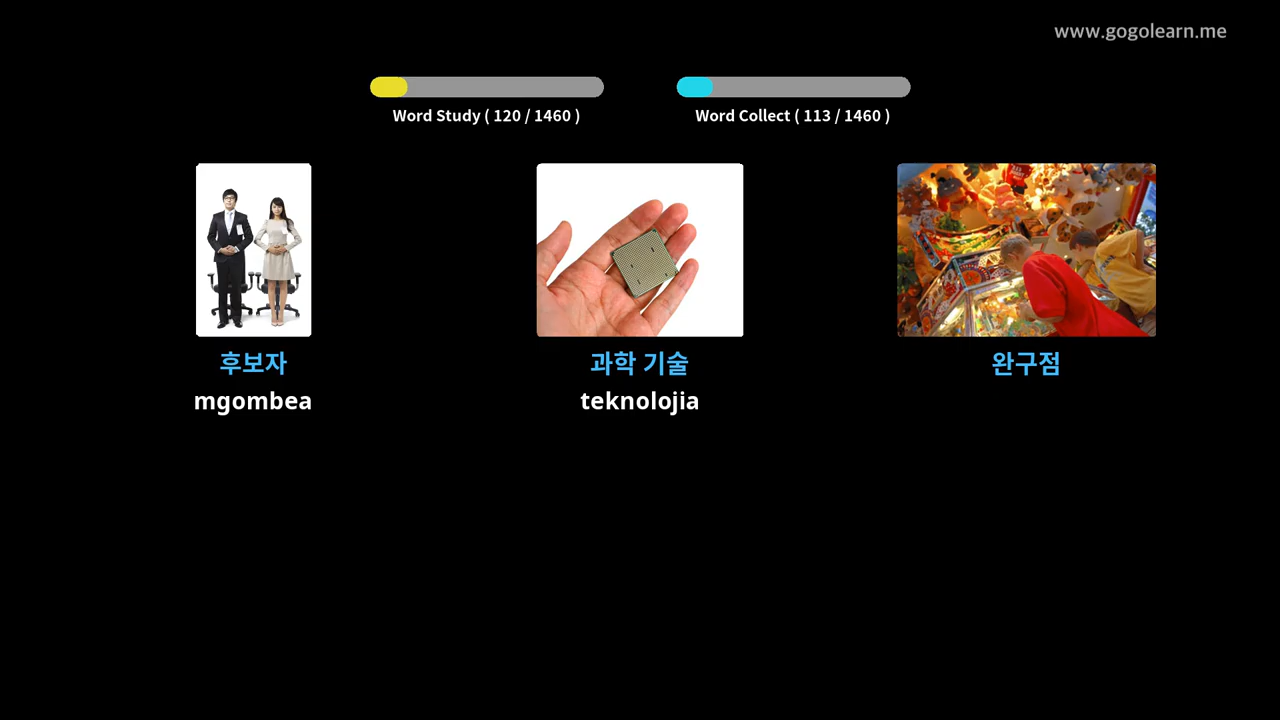 www.gogolearn.me
Word Study ( 120 / 1460 )
Word Collect ( 113 / 1460 )
후보자
과학 기술
완구점
mgombea
teknolojia